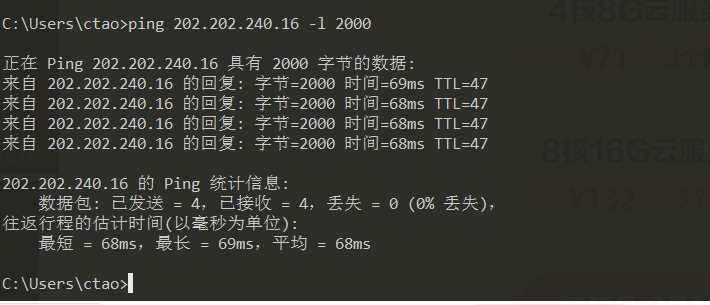 C:\Users\ctao>ping 202.202.240.16 -l 2000
正在 Ping 202.202.240.16 具有 2000 字节的数据:
来自 202.202.240.16 的回复: 字节=2000 时间=69ms TTL=47
来自 202.202.240.16 的回复: 字节=2000 时间=68ms TTL=47
来自 202.202.240.16 的回复: 字节=2000 时间=68ms TTL=47
来自 202.202.240.16 的回复: 字节=2000 时间=68ms TTL=47
202.202.240.16 的 Ping 统计信息:
数据包: 已发送 = 4，已接收 = 4，丢失 = 0 (0% 丢失)，
往返行程的估计时间(以毫秒为单位):
最短 = 68ms，最长 = 69ms，平均 = 68ms
C:\Users\ctao>
4核8G云服
¥71
3个
8核16G云服
¥132
3个